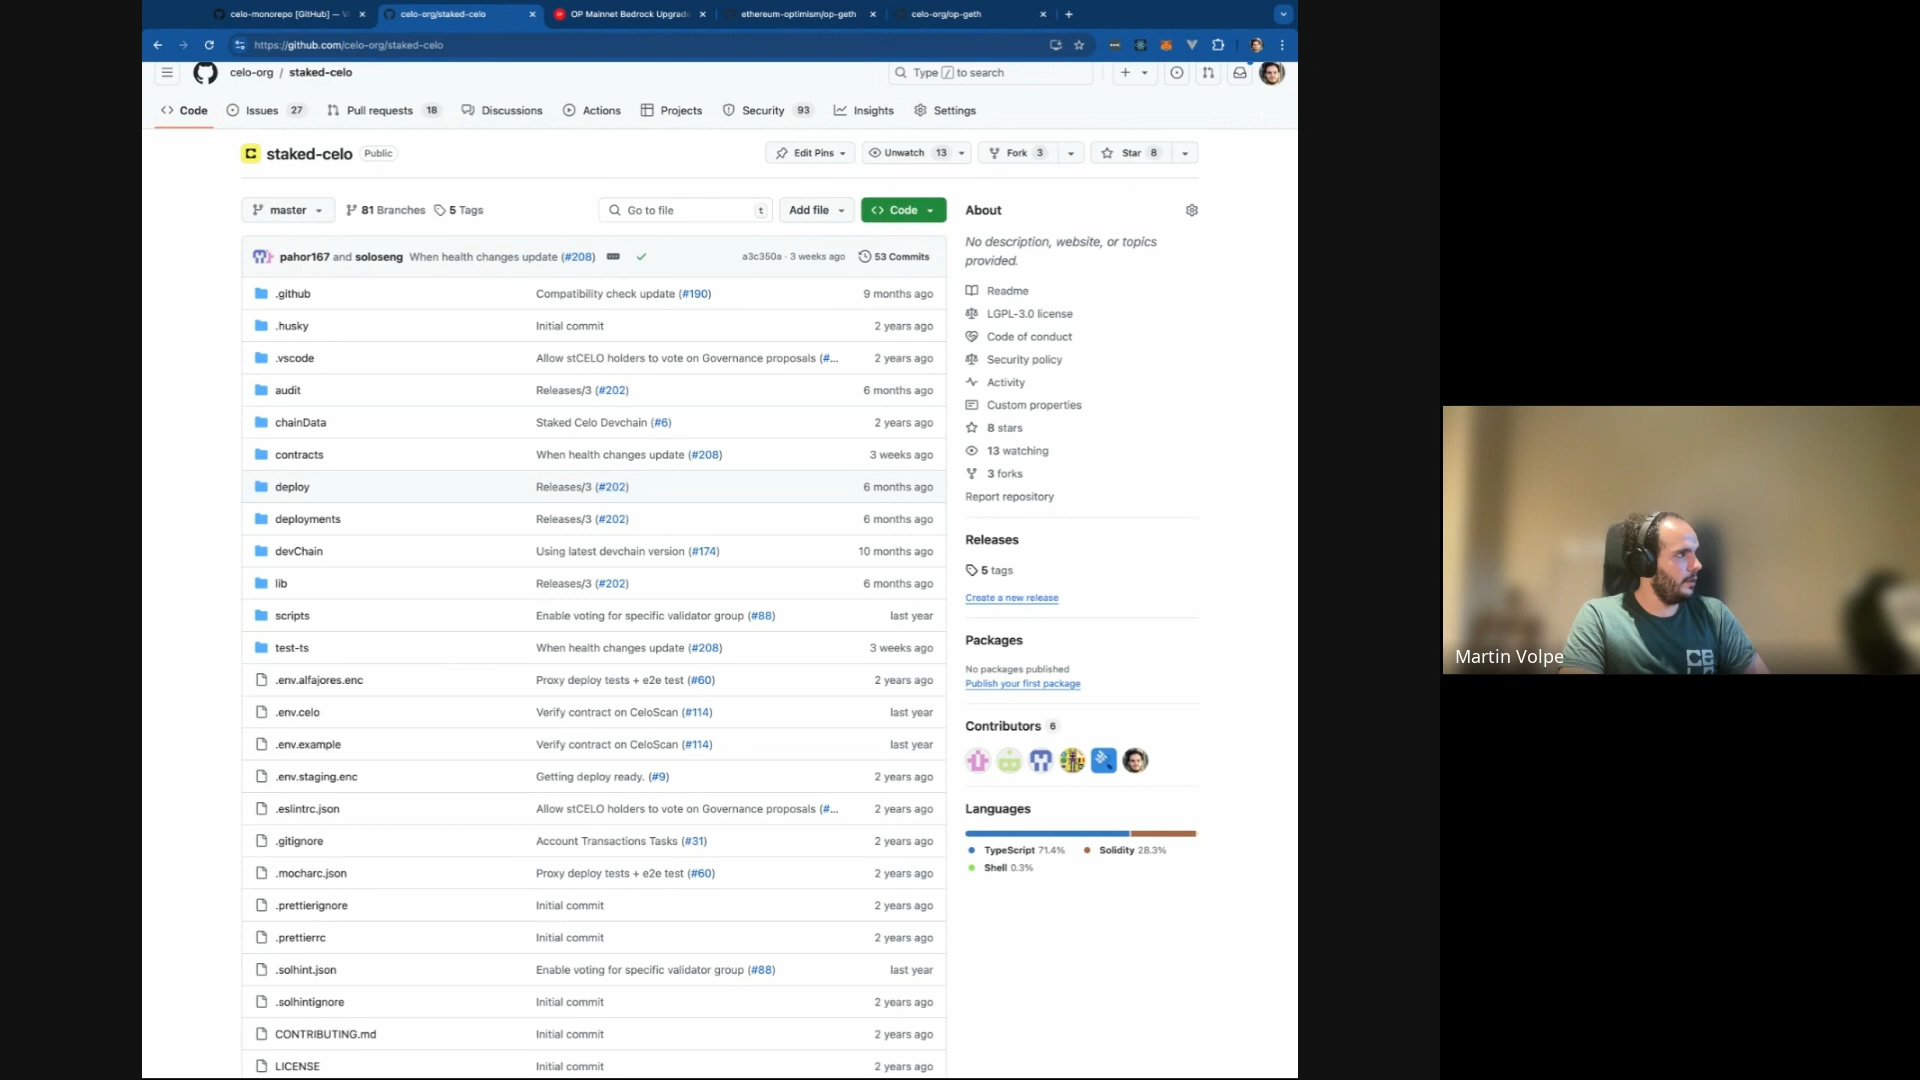 celo-monorepo [GitHub] — V
celo-org/staked-celo
OP Mainnet Bedrock Upgrade
ethereum-optimism/op-geth
celo-org/op-geth
https://github.com/celo-org/staked-celo
celo-org / staked-celo
Type / to search
Code
Issues 27
Pull requests 18
Discussions
Actions
Projects
Security 93
Insights
Settings
staked-celo Public
Edit Pins
Unwatch 13
Fork 3
Star 8
master
81 Branches
5 Tags
Go to file t
Add file
Code
pahor167 and soloseng When health changes update (#208)
a3c350a · 3 weeks ago
53 Commits
.github Compatibility check update (#190) 9 months ago
.husky Initial commit 2 years ago
.vscode Allow stCELO holders to vote on Governance proposals (#... 2 years ago
audit Releases/3 (#202) 6 months ago
chainData Staked Celo Devchain (#6) 2 years ago
contracts When health changes update (#208) 3 weeks ago
deploy Releases/3 (#202) 6 months ago
deployments Releases/3 (#202) 6 months ago
devChain Using latest devchain version (#174) 10 months ago
lib Releases/3 (#202) 6 months ago
scripts Enable voting for specific validator group (#88) last year
test-ts When health changes update (#208) 3 weeks ago
.env.alfajores.enc Proxy deploy tests + e2e test (#60) 2 years ago
.env.celo Verify contract on CeloScan (#114) last year
.env.example Verify contract on CeloScan (#114) last year
.env.staging.enc Getting deploy ready. (#9) 2 years ago
.eslintrc.json Allow stCELO holders to vote on Governance proposals (#... 2 years ago
.gitignore Account Transactions Tasks (#31) 2 years ago
.mocharc.json Proxy deploy tests + e2e test (#60) 2 years ago
.prettierignore Initial commit 2 years ago
.prettierrc Initial commit 2 years ago
.solhint.json Enable voting for specific validator group (#88) last year
.solhintignore Initial commit 2 years ago
CONTRIBUTING.md Initial commit 2 years ago
LICENSE Initial commit 2 years ago
About
No description, website, or topics
provided.
Readme
LGPL-3.0 license
Code of conduct
Security policy
Activity
Custom properties
8 stars
13 watching
3 forks
Report repository
Releases
5 tags
Create a new release
Packages
No packages published
Publish your first package
Contributors 6
Languages
TypeScript 71.4%
Solidity 28.3%
Shell 0.3%
Martin Volpe
CE